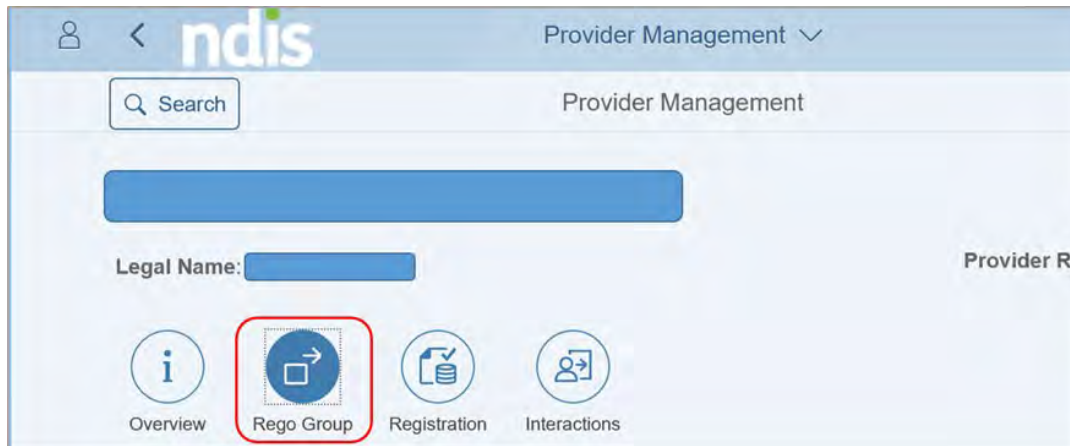 ndis Provider Management
Search Provider Management
Legal Name: Provider R
i
Overview Rego Group Registration Interactions